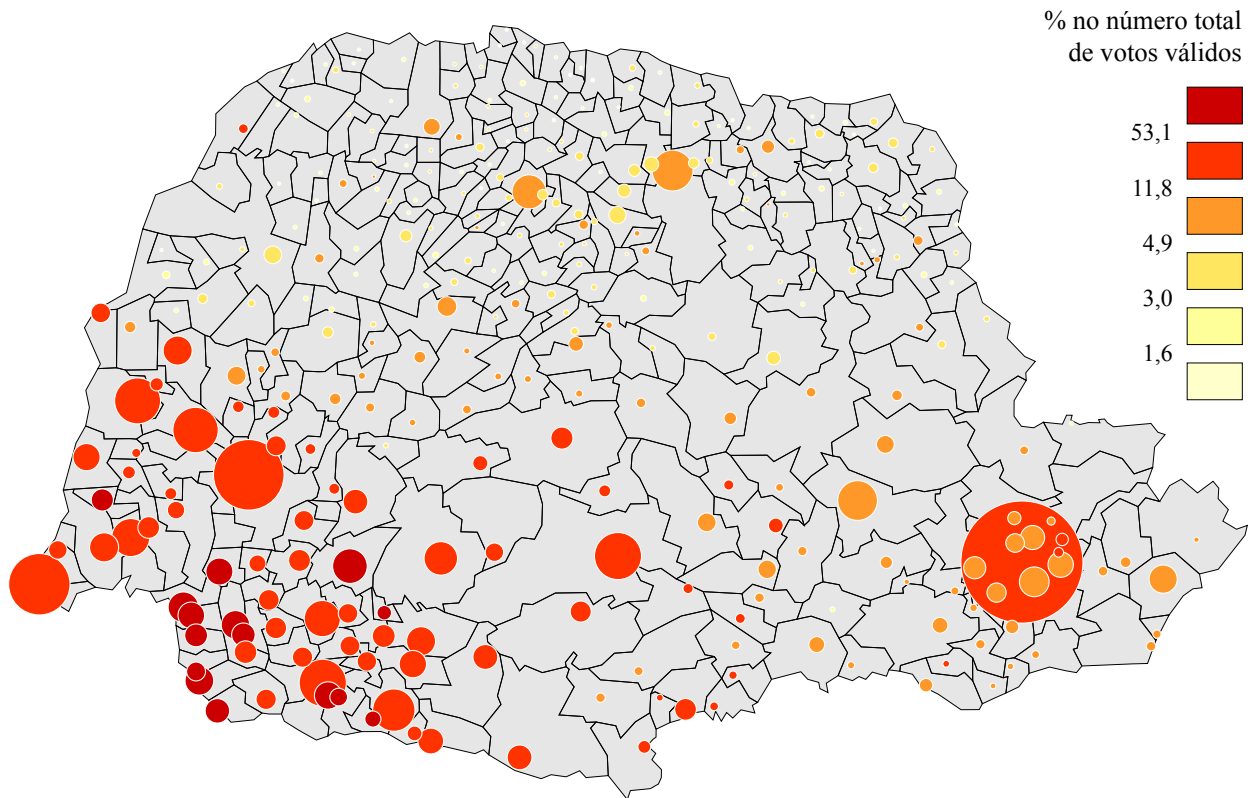 % no número total
de votos válidos
53,1
11,8
4,9
3,0
1,6